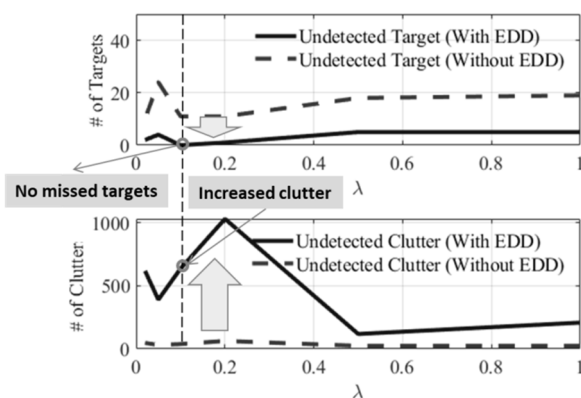 40
20
0
# of Targets
Undetected Target (With EDD)
Undetected Target (Without EDD)
0 0.2 0.4 0.6 0.8 1
λ
No missed targets
Increased clutter
1000
500
0
# of Clutter
Undetected Clutter (With EDD)
Undetected Clutter (Without EDD)
0 0.2 0.4 0.6 0.8 1
λ